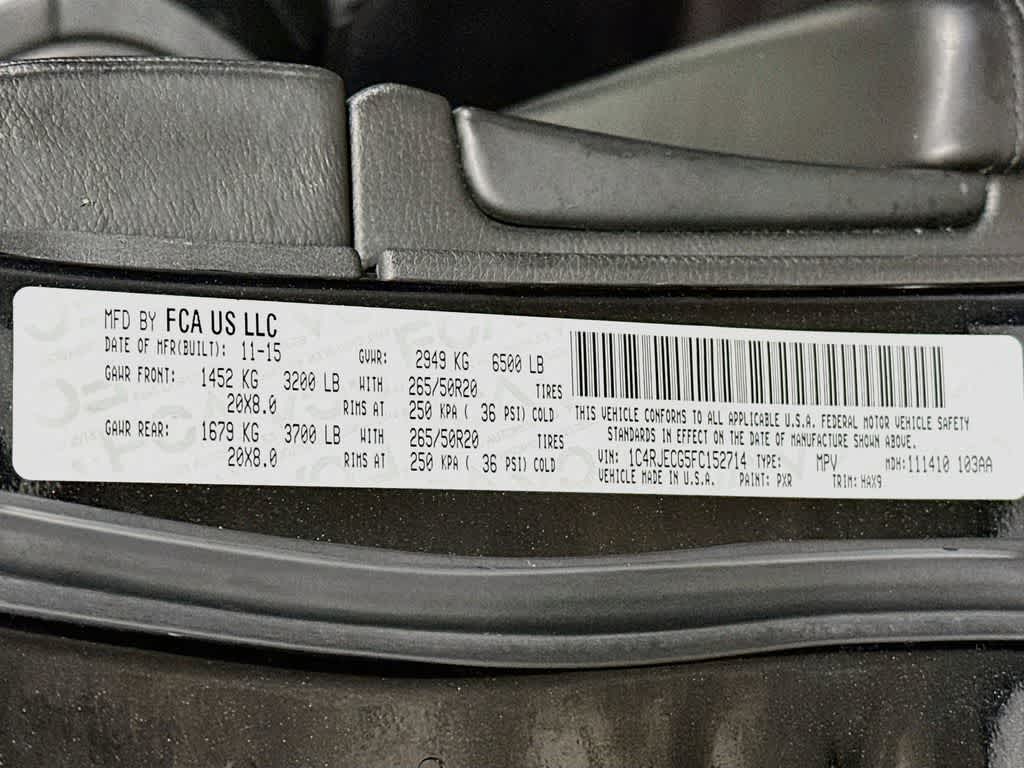 MFD BY FCA US LLC
DATE OF MFR(BUILT): 11-15 GVWR: 2949 KG 6500 LB
GAWR FRONT: 1452 KG 3200 LB WITH 265/50R20 TIRES
20X8.0 RIMS AT 250 KPA ( 36 PSI) COLD
GAWR REAR: 1679 KG 3700 LB WITH 265/50R20 TIRES
20X8.0 RIMS AT 250 KPA ( 36 PSI) COLD
THIS VEHICLE CONFORMS TO ALL APPLICABLE U.S.A. FEDERAL MOTOR VEHICLE SAFETY
STANDARDS IN EFFECT ON THE DATE OF MANUFACTURE SHOWN ABOVE.
VIN: 1C4RJECG5FC152714 TYPE: MPV MDH: 111410 103AA
VEHICLE MADE IN U.S.A. PAINT: PXR TRIM: HAX9